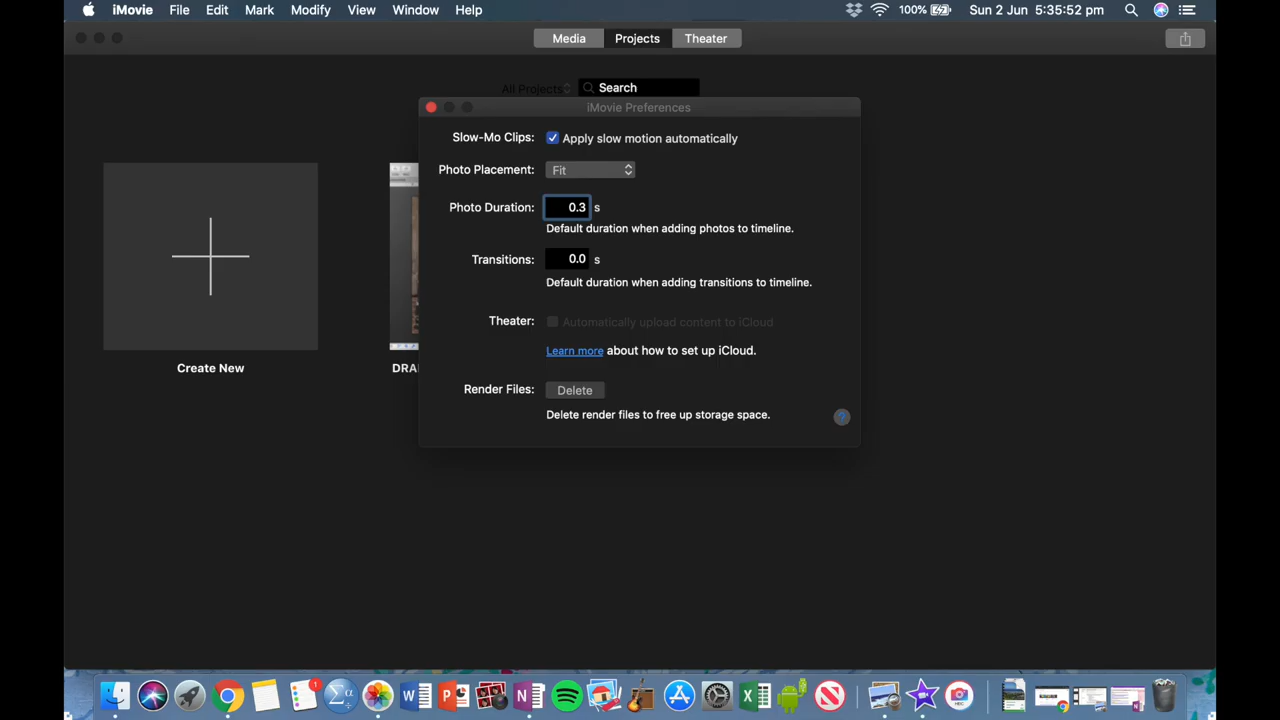 iMovie File Edit Mark Modify View Window Help 100% Sun 2 Jun 5:35:52 pm
Media Projects Theater
All Projects Search
iMovie Preferences
Slow-Mo Clips: Apply slow motion automatically
Photo Placement: Fit
Photo Duration: 0.3 s
Default duration when adding photos to timeline.
Transitions: 0.0 s
Default duration when adding transitions to timeline.
Theater: Automatically upload content to iCloud
Learn more about how to set up iCloud.
Create New
DRA
Render Files: Delete
Delete render files to free up storage space.
?